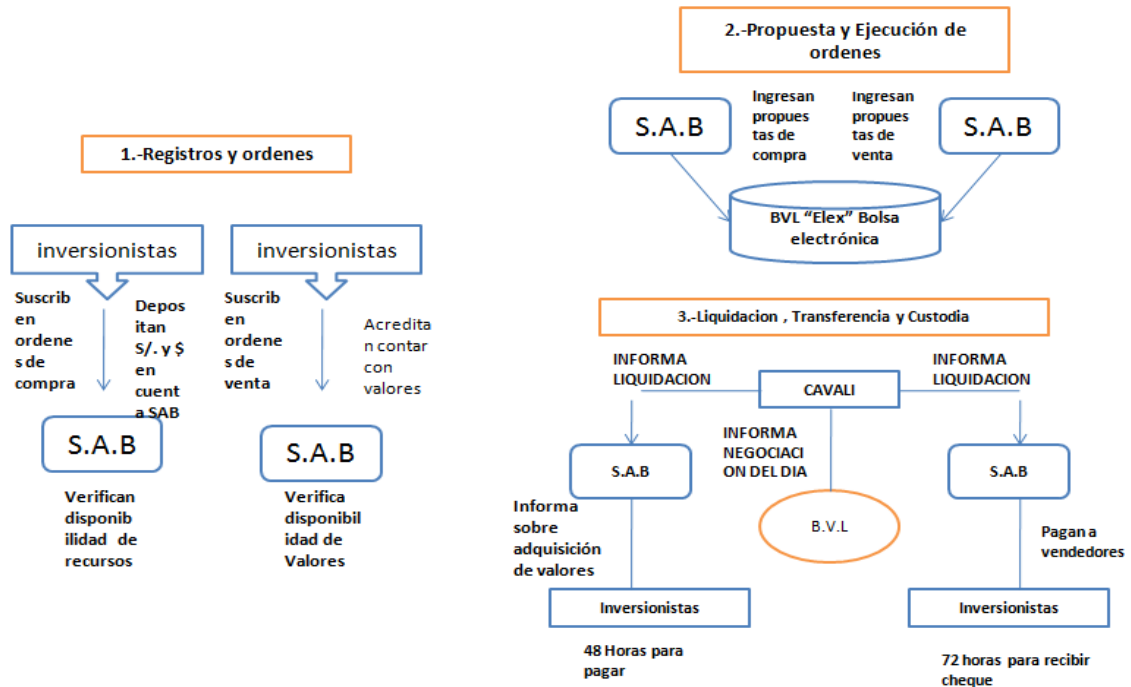 1.-Registros y ordenes
inversionistas
Suscrib
en
ordene
s de
compra
Depos
itan
S/. y $
en
cuent
a SAB
S.A.B
Verifican
disponib
ilidad de
recursos
inversionistas
Suscrib
en
ordene
s de
venta
Acredita
n contar
con
valores
S.A.B
Verifica
disponibil
idad de
Valores
2.-Propuesta y Ejecución de
ordenes
S.A.B
Ingresan
propues
tas de
compra
Ingresan
propues
tas de
venta
S.A.B
BVL “Elex” Bolsa
electrónica
3.-Liquidacion , Transferencia y Custodia
INFORMA
LIQUIDACION
CAVALI
INFORMA
LIQUIDACION
S.A.B
INFORMA
NEGOCIACI
ON DEL DIA
S.A.B
Informa
sobre
adquisición
de valores
B.V.L
Pagan a
vendedores
Inversionistas
Inversionistas
48 Horas para
pagar
72 horas para recibir
cheque